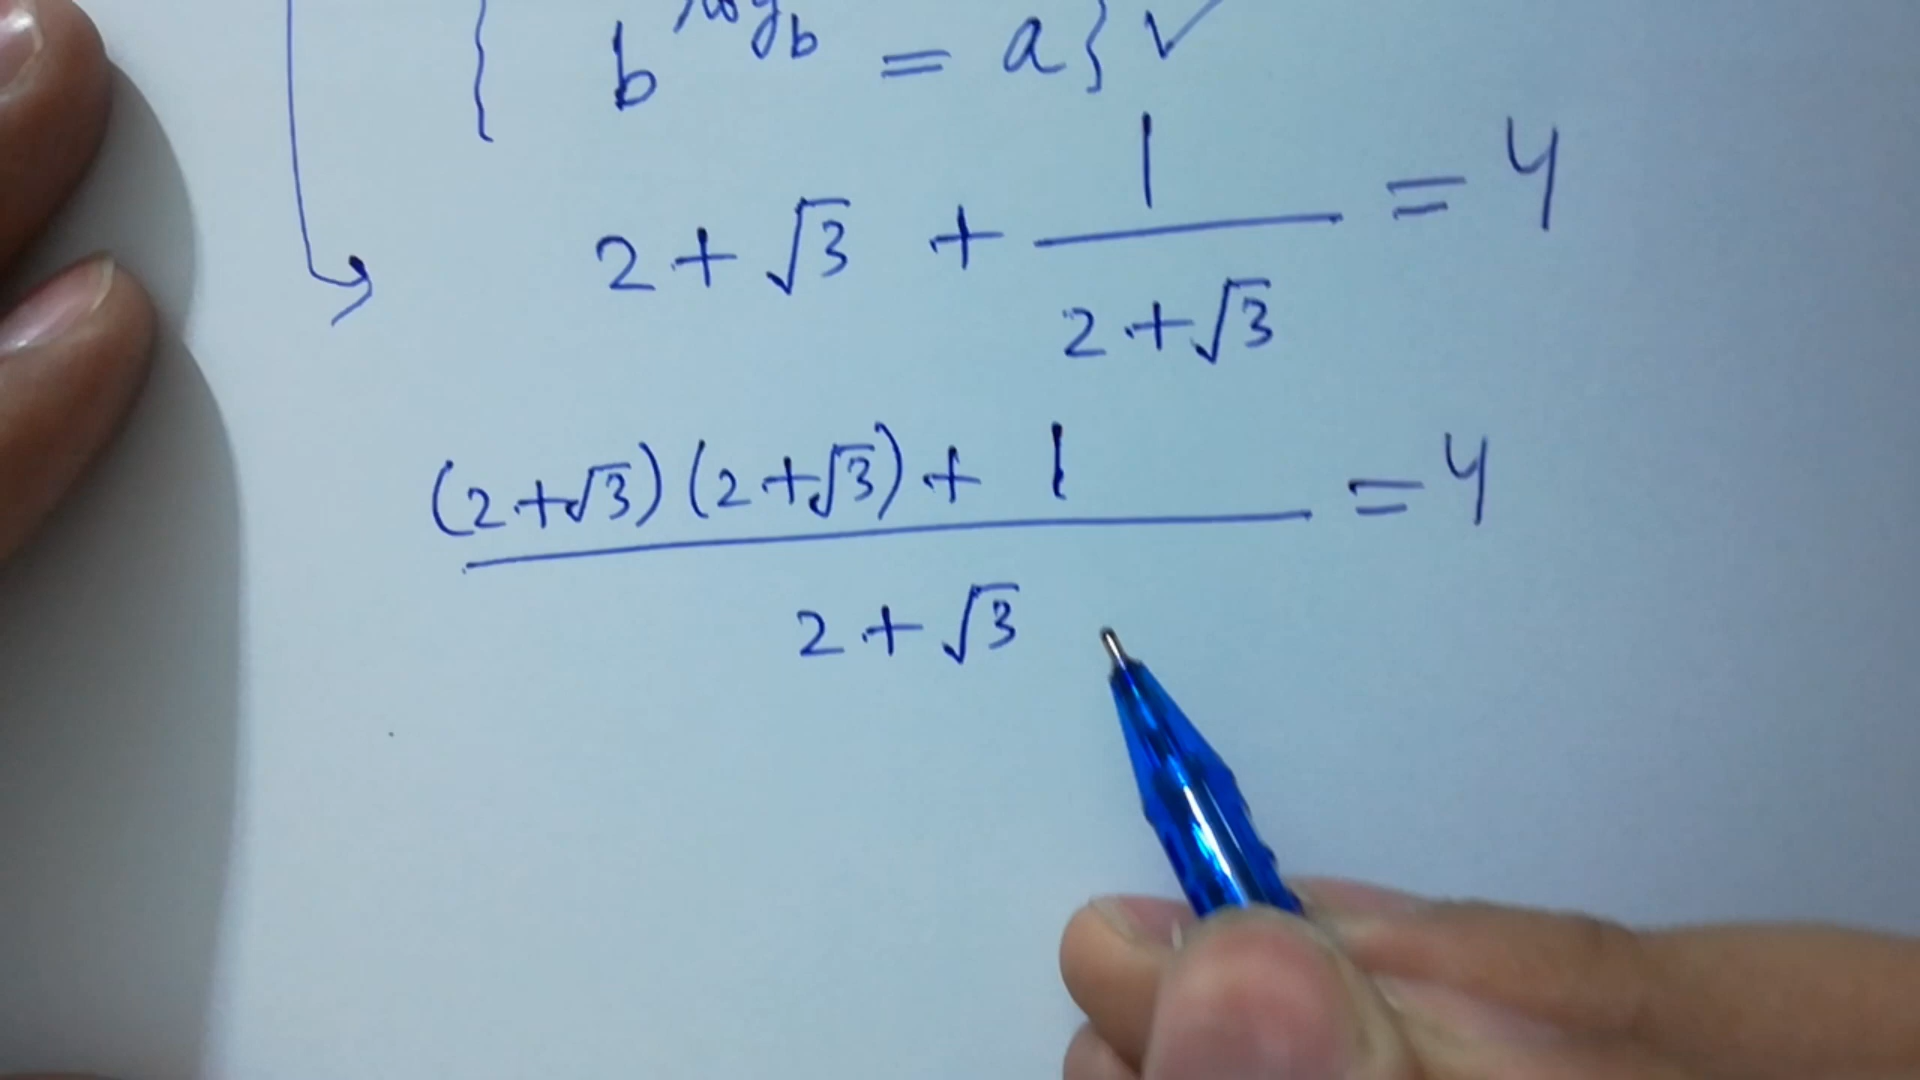 { b^log_b = a} ✓
2 + √3 + 1/(2 + √3) = 4
((2+√3)(2+√3) + 1)/(2 + √3) = 4